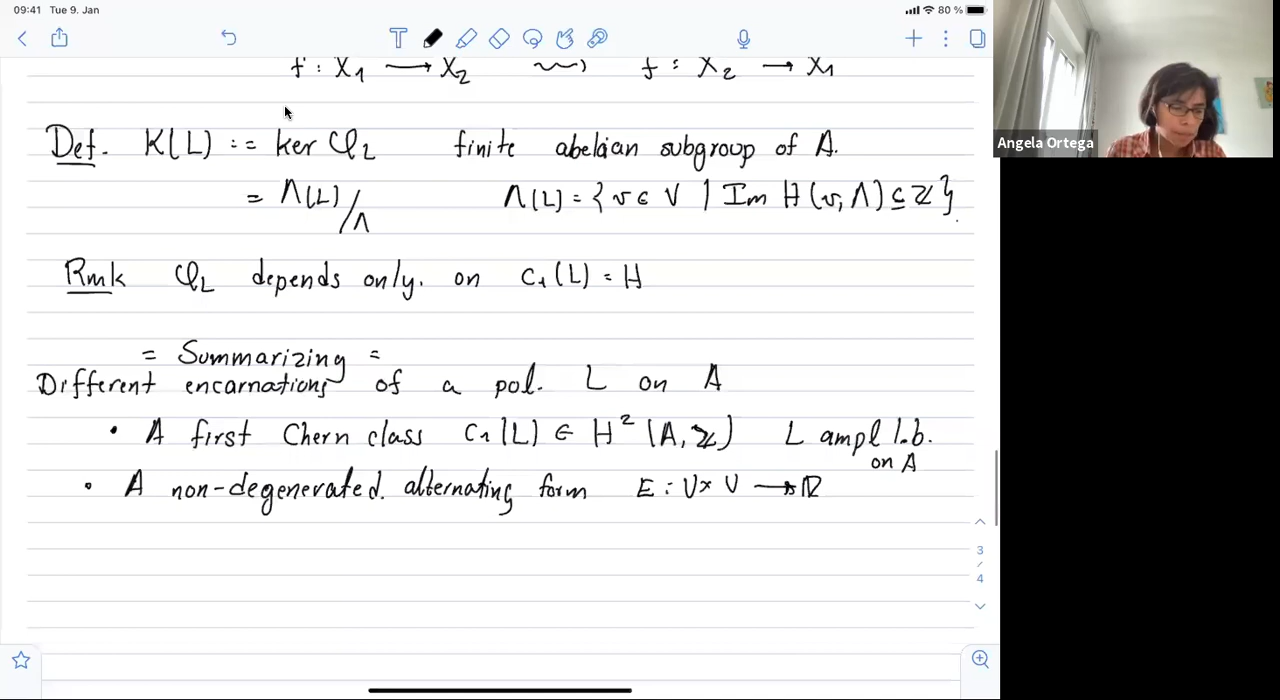 09:41 Tue 9. Jan
80 %
f : X₁ ⟶ X₂ ⇝ f : X₂ → X₁
Def. K(L) := ker φ_L finite abelian subgroup of A.
= Λ(L)/Λ Λ(L) = { v ∈ V | Im H (v, Λ) ⊆ ℤ }.
Rmk φ_L depends only. on c₁(L) = H
= Summarizing =
Different encarnations of a pol. L on A
• A first Chern class c₁(L) ∈ H² (A, ℤ) L ampl l.b.
on A
• A non-degenerated. alternating form E : V × V ⟶ ℝ
3
/
4
Angela Ortega